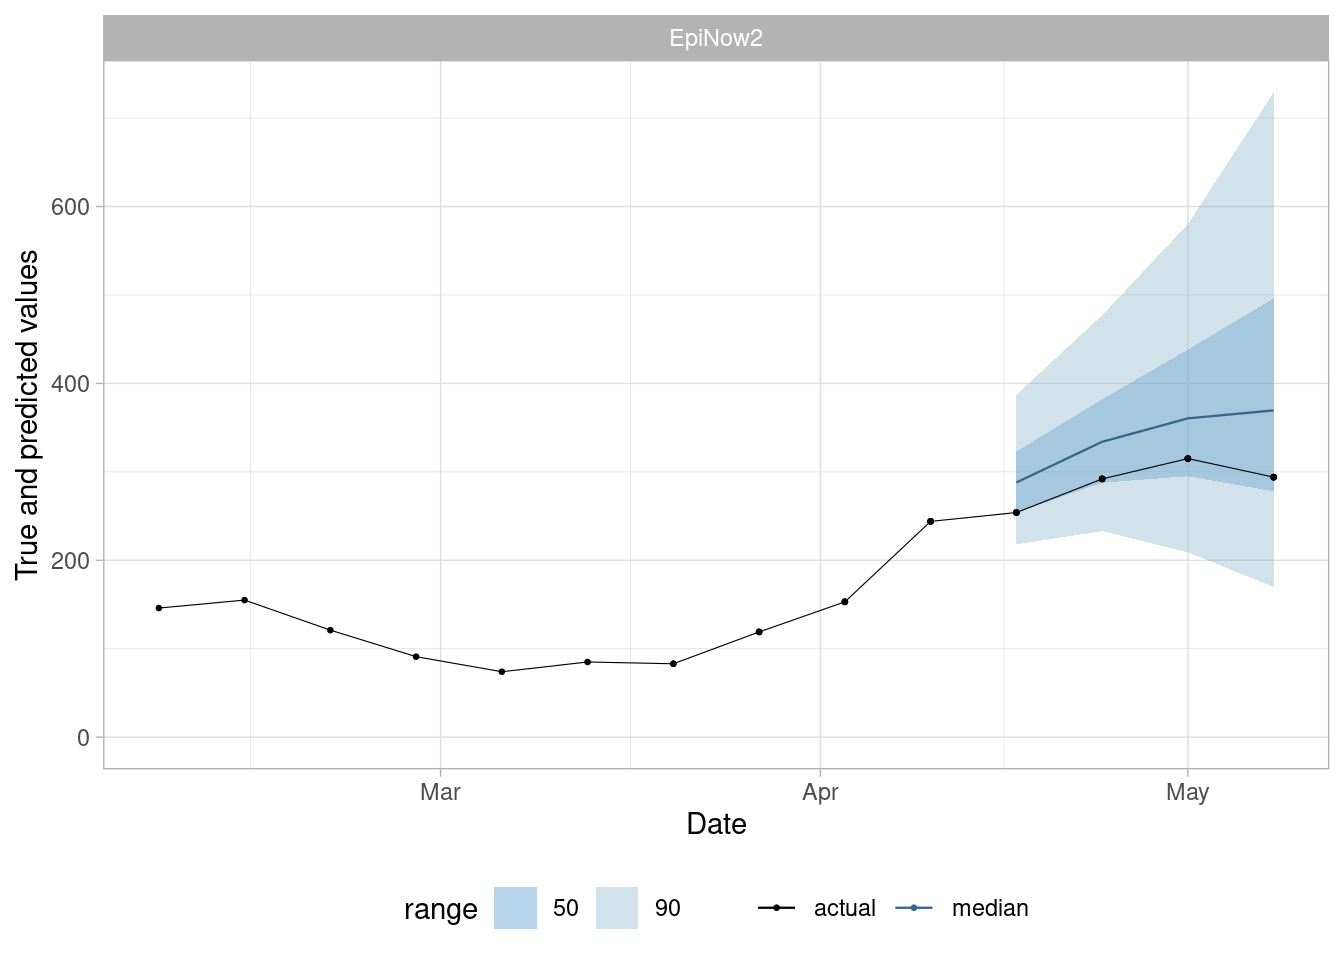 EpiNow2
True and predicted values
600
400
200
0
Mar Apr May
Date
range 50 90 actual median